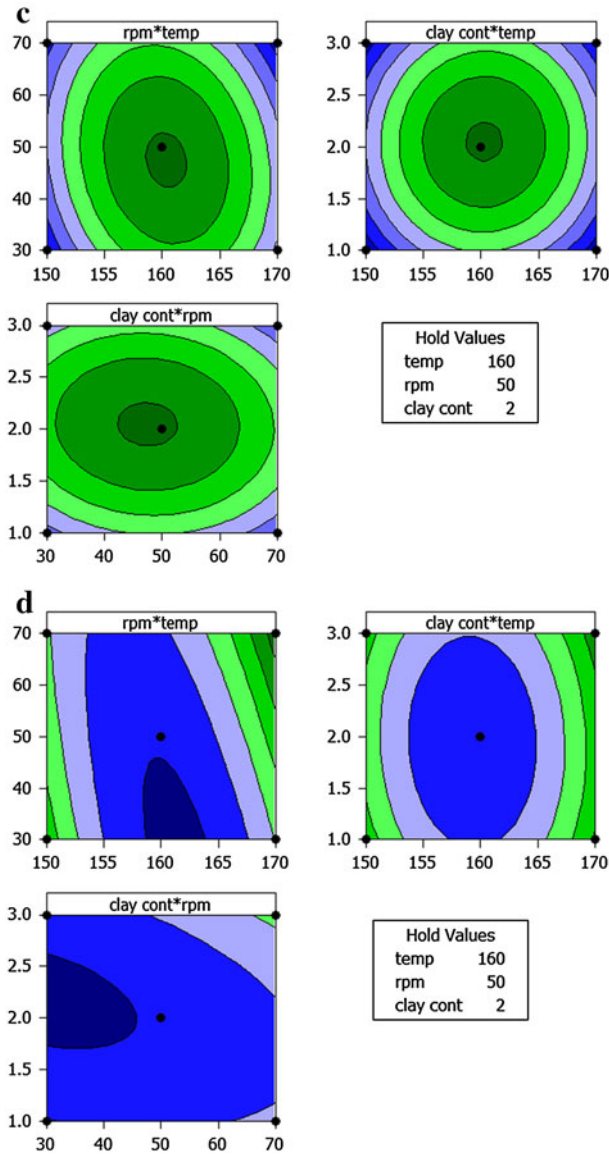 c
rpm*temp
70
60
50
40
30
150 155 160 165 170
clay cont*temp
3.0
2.5
2.0
1.5
1.0
150 155 160 165 170
clay cont*rpm
3.0
2.5
2.0
1.5
1.0
30 40 50 60 70
Hold Values
temp 160
rpm 50
clay cont 2
d
rpm*temp
70
60
50
40
30
150 155 160 165 170
clay cont*temp
3.0
2.5
2.0
1.5
1.0
150 155 160 165 170
clay cont*rpm
3.0
2.5
2.0
1.5
1.0
30 40 50 60 70
Hold Values
temp 160
rpm 50
clay cont 2